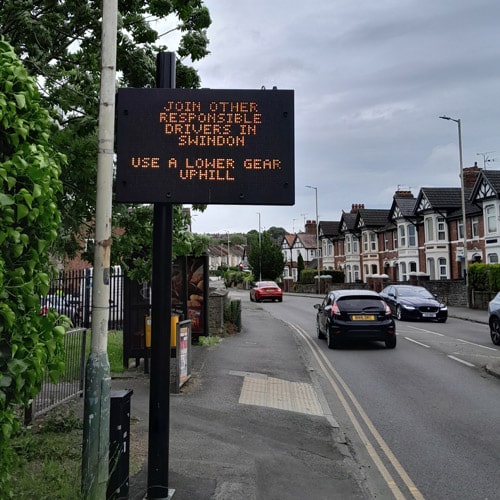 JOIN OTHER
RESPONSIBLE
DRIVERS IN
SWINDON
USE A LOWER GEAR
UPHILL